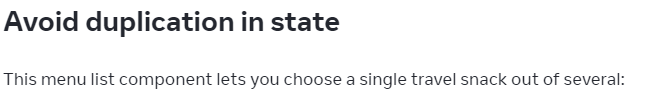 Avoid duplication in state
This menu list component lets you choose a single travel snack out of several: